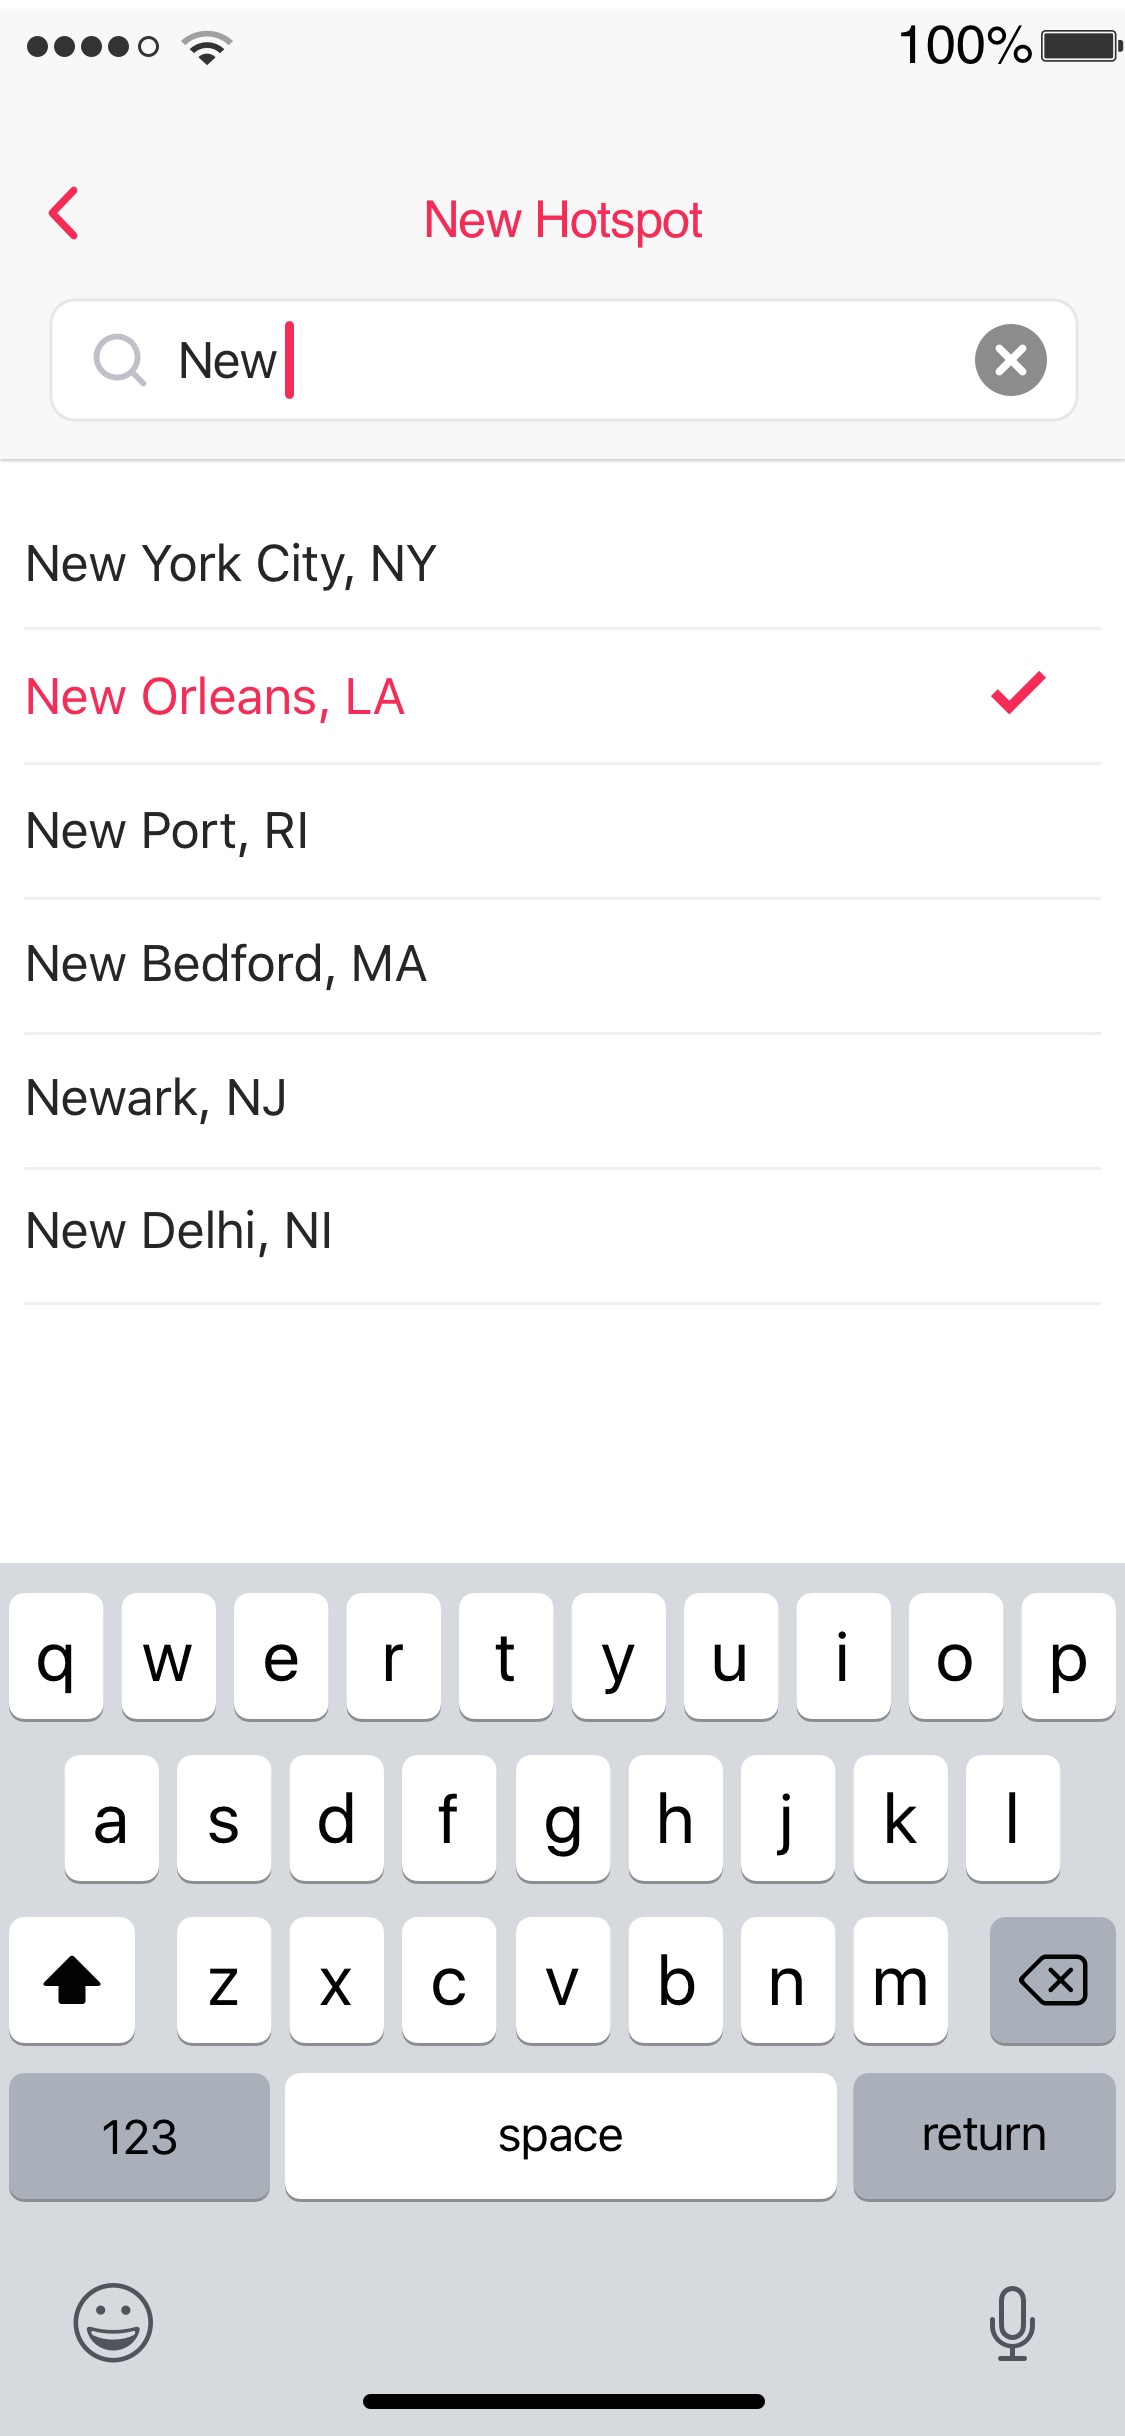 100%
New Hotspot
New
New York City, NY
New Orleans, LA
New Port, RI
New Bedford, MA
Newark, NJ
New Delhi, NI
q w e r t y u i o p
a s d f g h j k l
z x c v b n m
123 space return